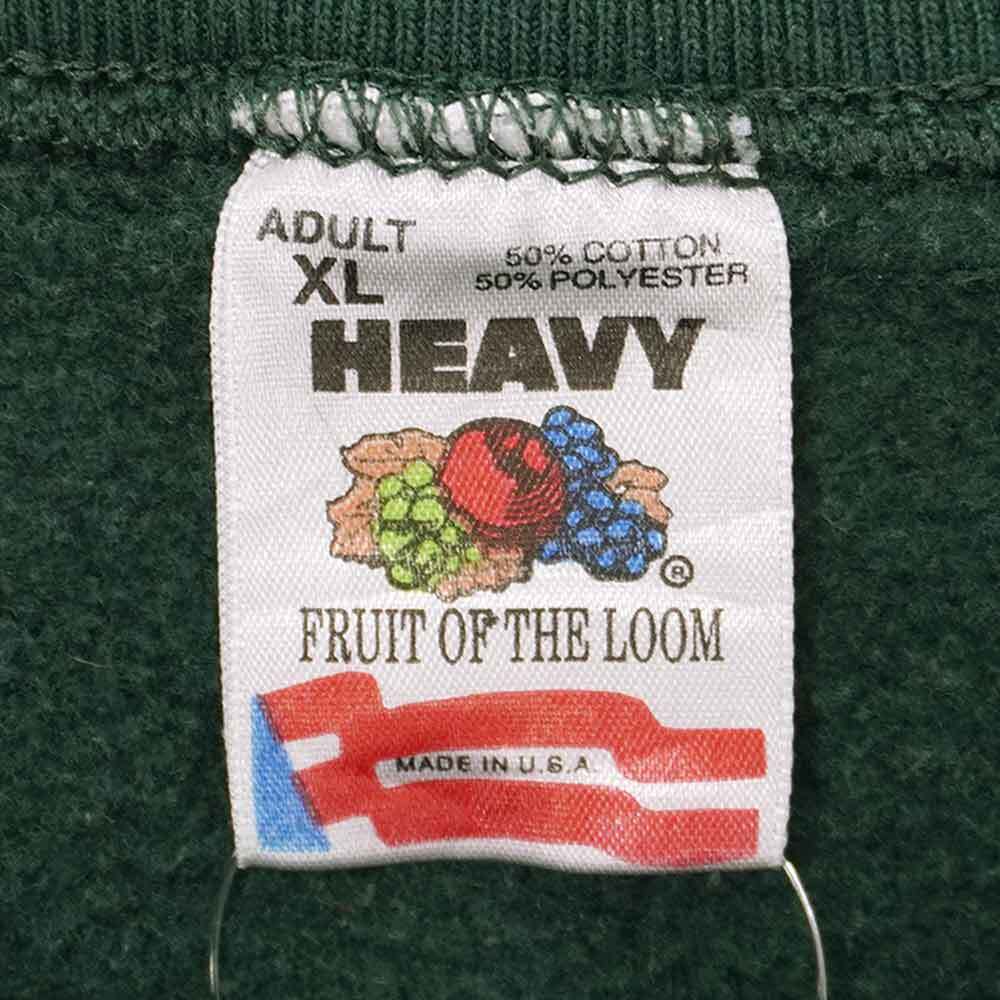 ADULT
XL
50% COTTON
50% POLYESTER
HEAVY
®
FRUIT OF THE LOOM
MADE IN U.S.A.